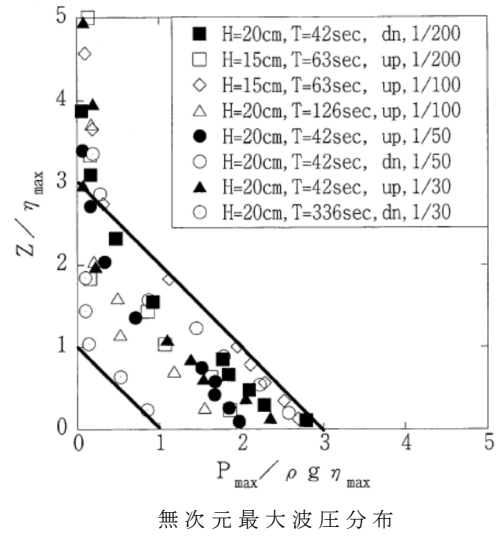 H=20cm, T=42sec, dn, 1/200
H=15cm, T=63sec, up, 1/200
H=15cm, T=63sec, up, 1/100
H=20cm, T=126sec, up, 1/100
H=20cm, T=42sec, up, 1/50
H=20cm, T=42sec, dn, 1/50
H=20cm, T=42sec, up, 1/30
H=20cm, T=336sec, dn, 1/30
5
4
3
2
1
0
Z/ηmax
0 1 2 3 4 5
Pmax/ρgηmax
無次元最大波圧分布